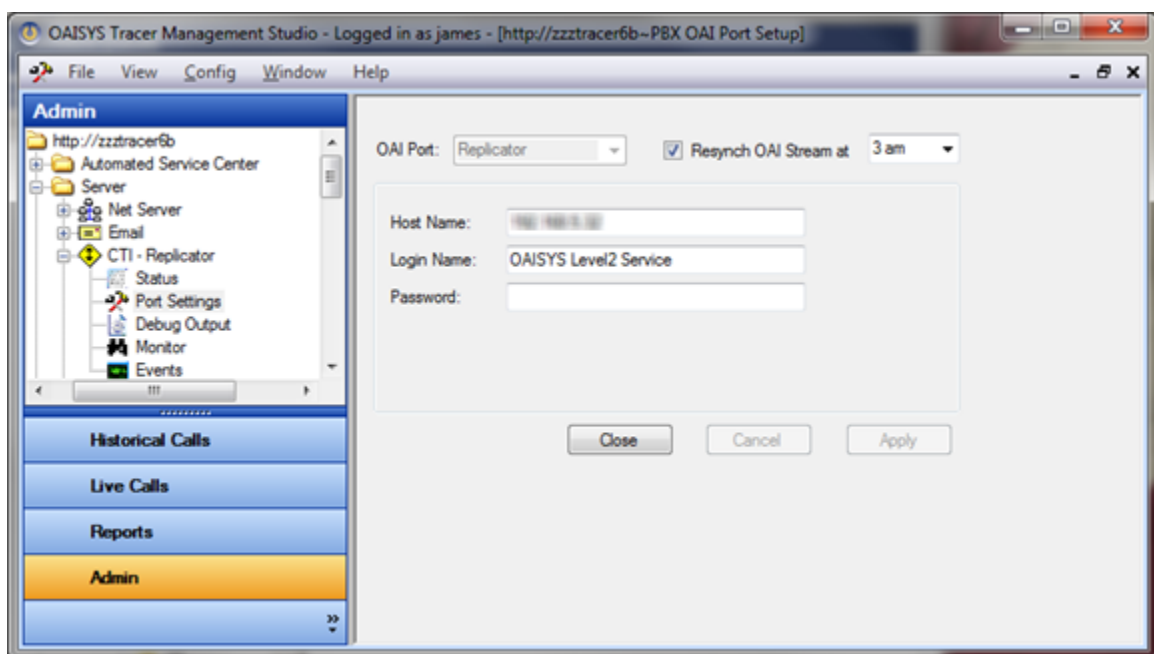 OAISYS Tracer Management Studio - Logged in as james - [http://zzztracer6b~PBX OAI Port Setup]
File View Config Window Help
Admin
http://zzztracer6b
Automated Service Center
Server
Net Server
Email
CTI - Replicator
Status
Port Settings
Debug Output
Monitor
Events
Historical Calls
Live Calls
Reports
Admin
OAI Port: Replicator Resynch OAI Stream at 3 am
Host Name:
Login Name: OAISYS Level2 Service
Password:
Close Cancel Apply